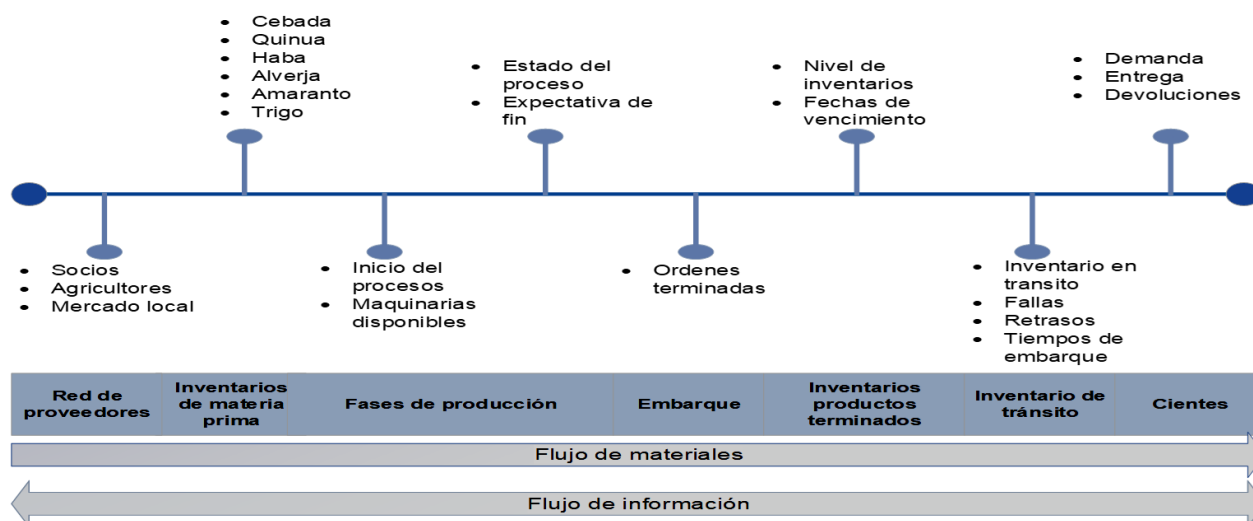 • Cebada
• Quinua
• Haba
• Alverja
• Amaranto
• Trigo
• Estado del
proceso
• Expectativa de
fin
• Nivel de
inventarios
• Fechas de
vencimiento
• Demanda
• Entrega
• Devoluciones
• Socios
• Agricultores
• Mercado local
• Inicio del
procesos
• Maquinarias
disponibles
• Ordenes
terminadas
• Inventario en
transito
• Fallas
• Retrasos
• Tiempos de
embarque
Red de
proveedores
Inventarios
de materia
prima
Fases de producción
Embarque
Inventarios
productos
terminados
Inventario de
tránsito
Cientes
Flujo de materiales
Flujo de información